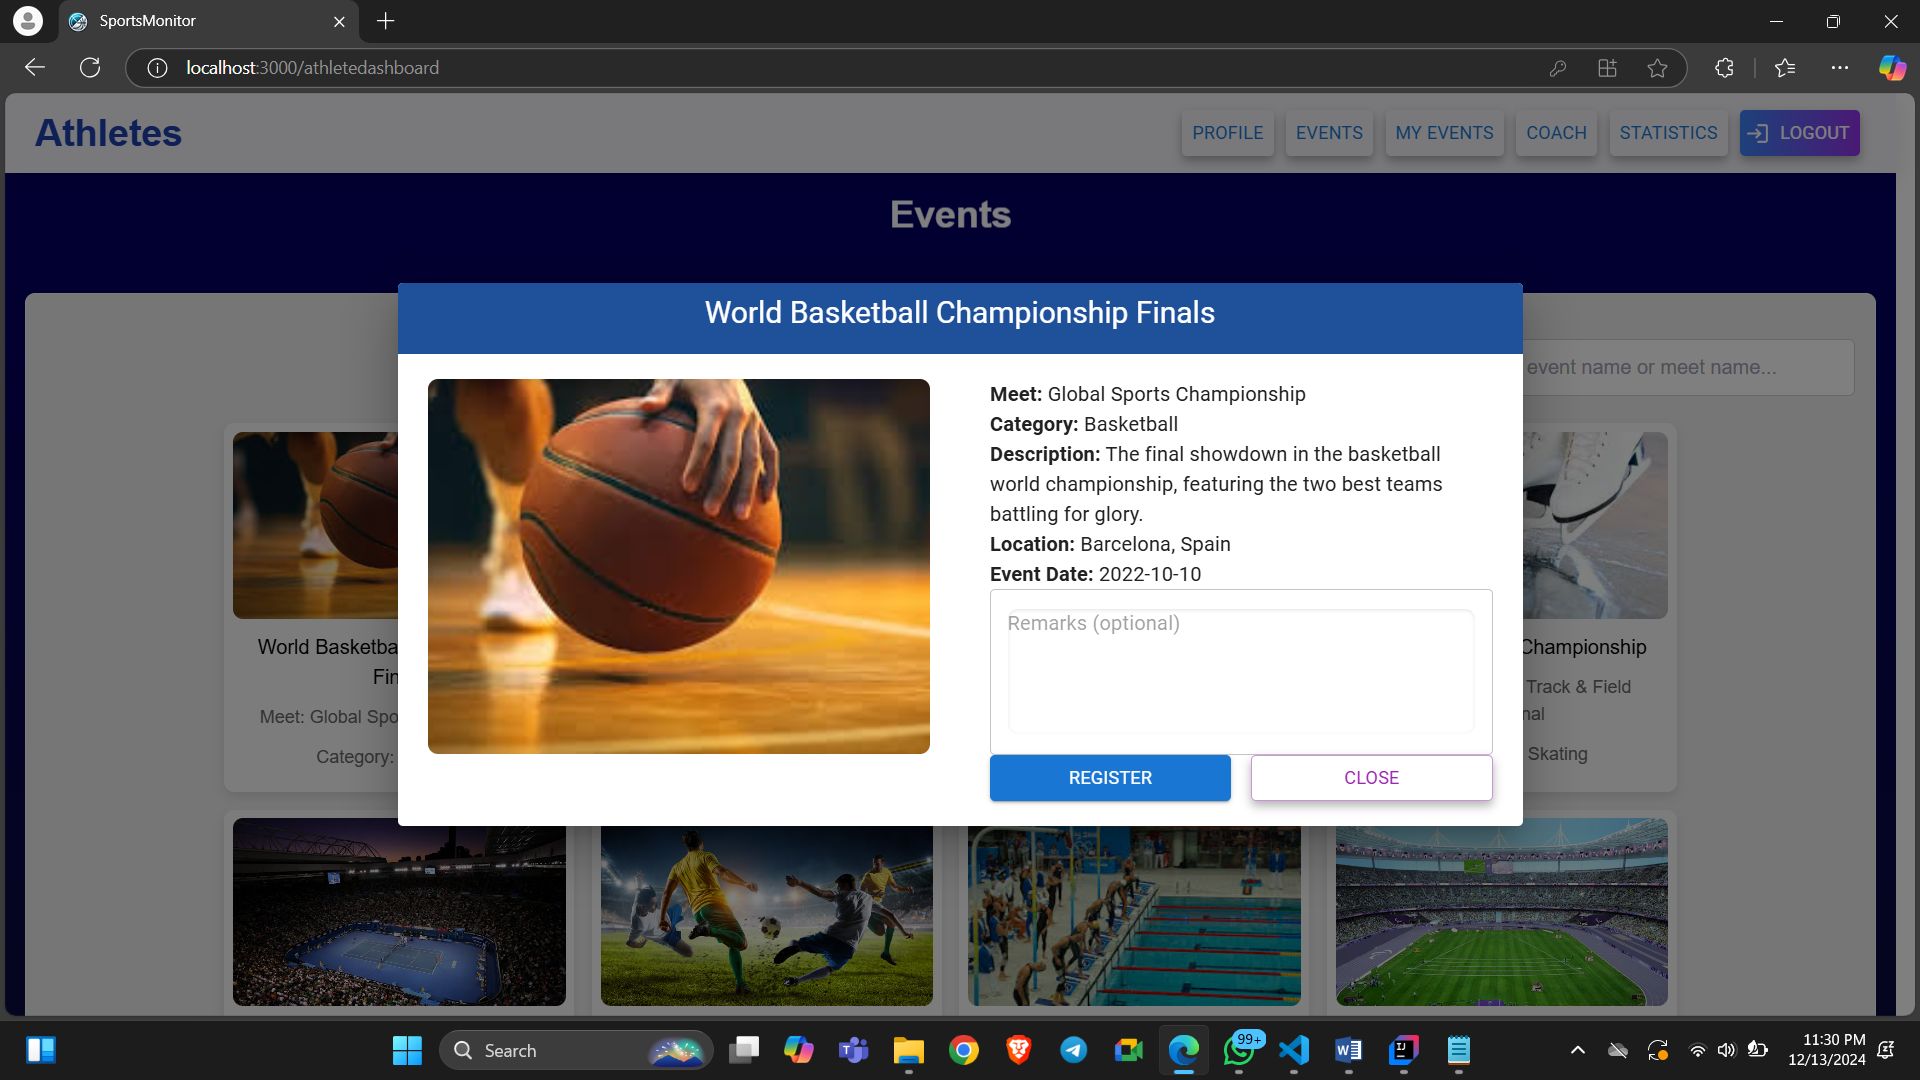 SportsMonitor
localhost:3000/athletedashboard
Athletes
PROFILE
EVENTS
MY EVENTS
COACH
STATISTICS
LOGOUT
Events
World Basketball Championship Finals
event name or meet name...
Meet: Global Sports Championship
Category: Basketball
Description: The final showdown in the basketball
world championship, featuring the two best teams
battling for glory.
Location: Barcelona, Spain
Event Date: 2022-10-10
Remarks (optional)
REGISTER
CLOSE
World Basketba
Fin
Meet: Global Spo
Category:
Championship
Track & Field
nal
Skating
Search
99+
11:30 PM
12/13/2024